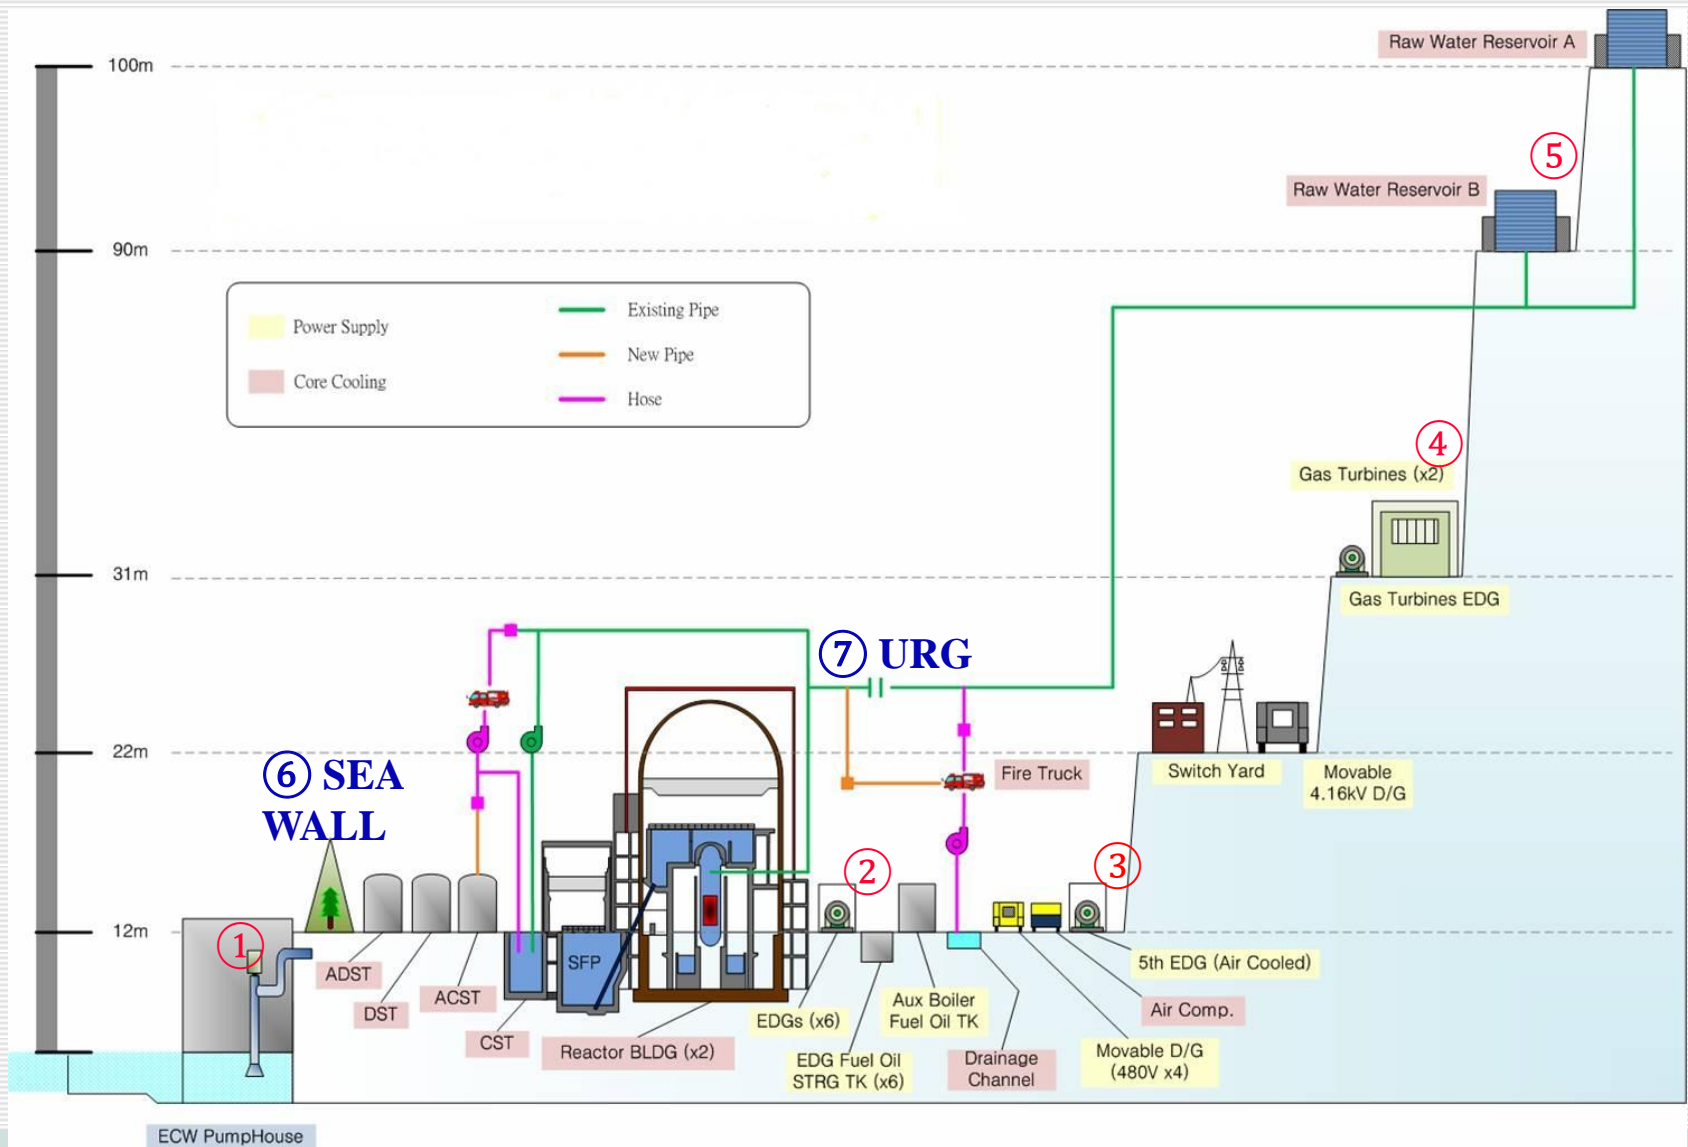 Raw Water Reservoir A
100m
⑤
Raw Water Reservoir B
90m
Power Supply
Core Cooling
Existing Pipe
New Pipe
Hose
④
Gas Turbines (x2)
31m
Gas Turbines EDG
⑦ URG
22m
⑥ SEA
WALL
Fire Truck
Switch Yard
Movable
4.16kV D/G
②
③
12m
①
SFP
ADST
DST
ACST
CST
Reactor BLDG (x2)
EDGs (x6)
EDG Fuel Oil
STRG TK (x6)
Aux Boiler
Fuel Oil TK
Drainage
Channel
Movable D/G
(480V x4)
Air Comp.
5th EDG (Air Cooled)
ECW PumpHouse